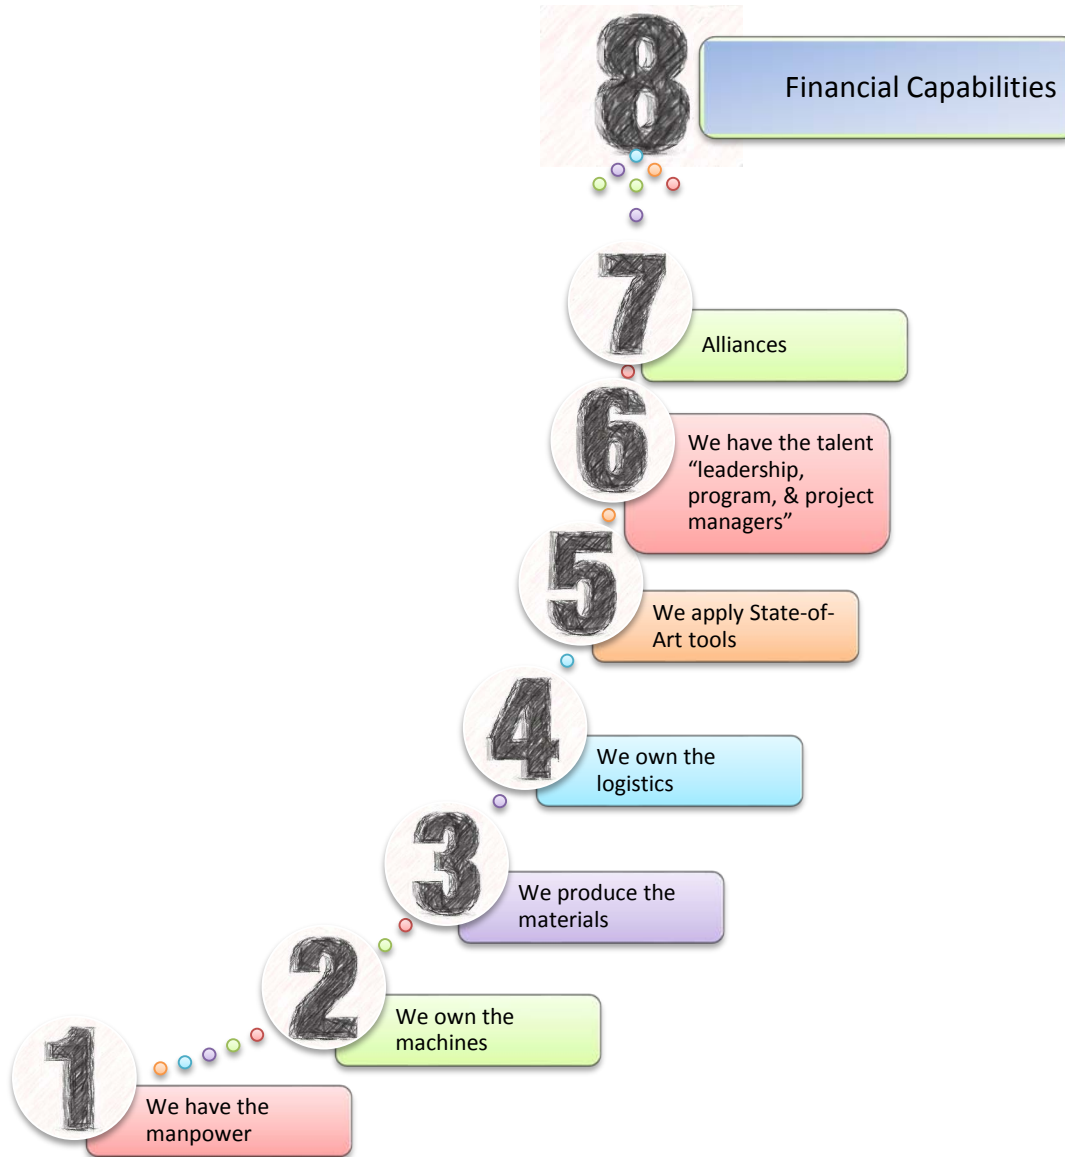 8
Financial Capabilities
7
Alliances
6
We have the talent
“leadership,
program, & project
managers”
5
We apply State-of-
Art tools
4
We own the
logistics
3
We produce the
materials
2
We own the
machines
1
We have the
manpower